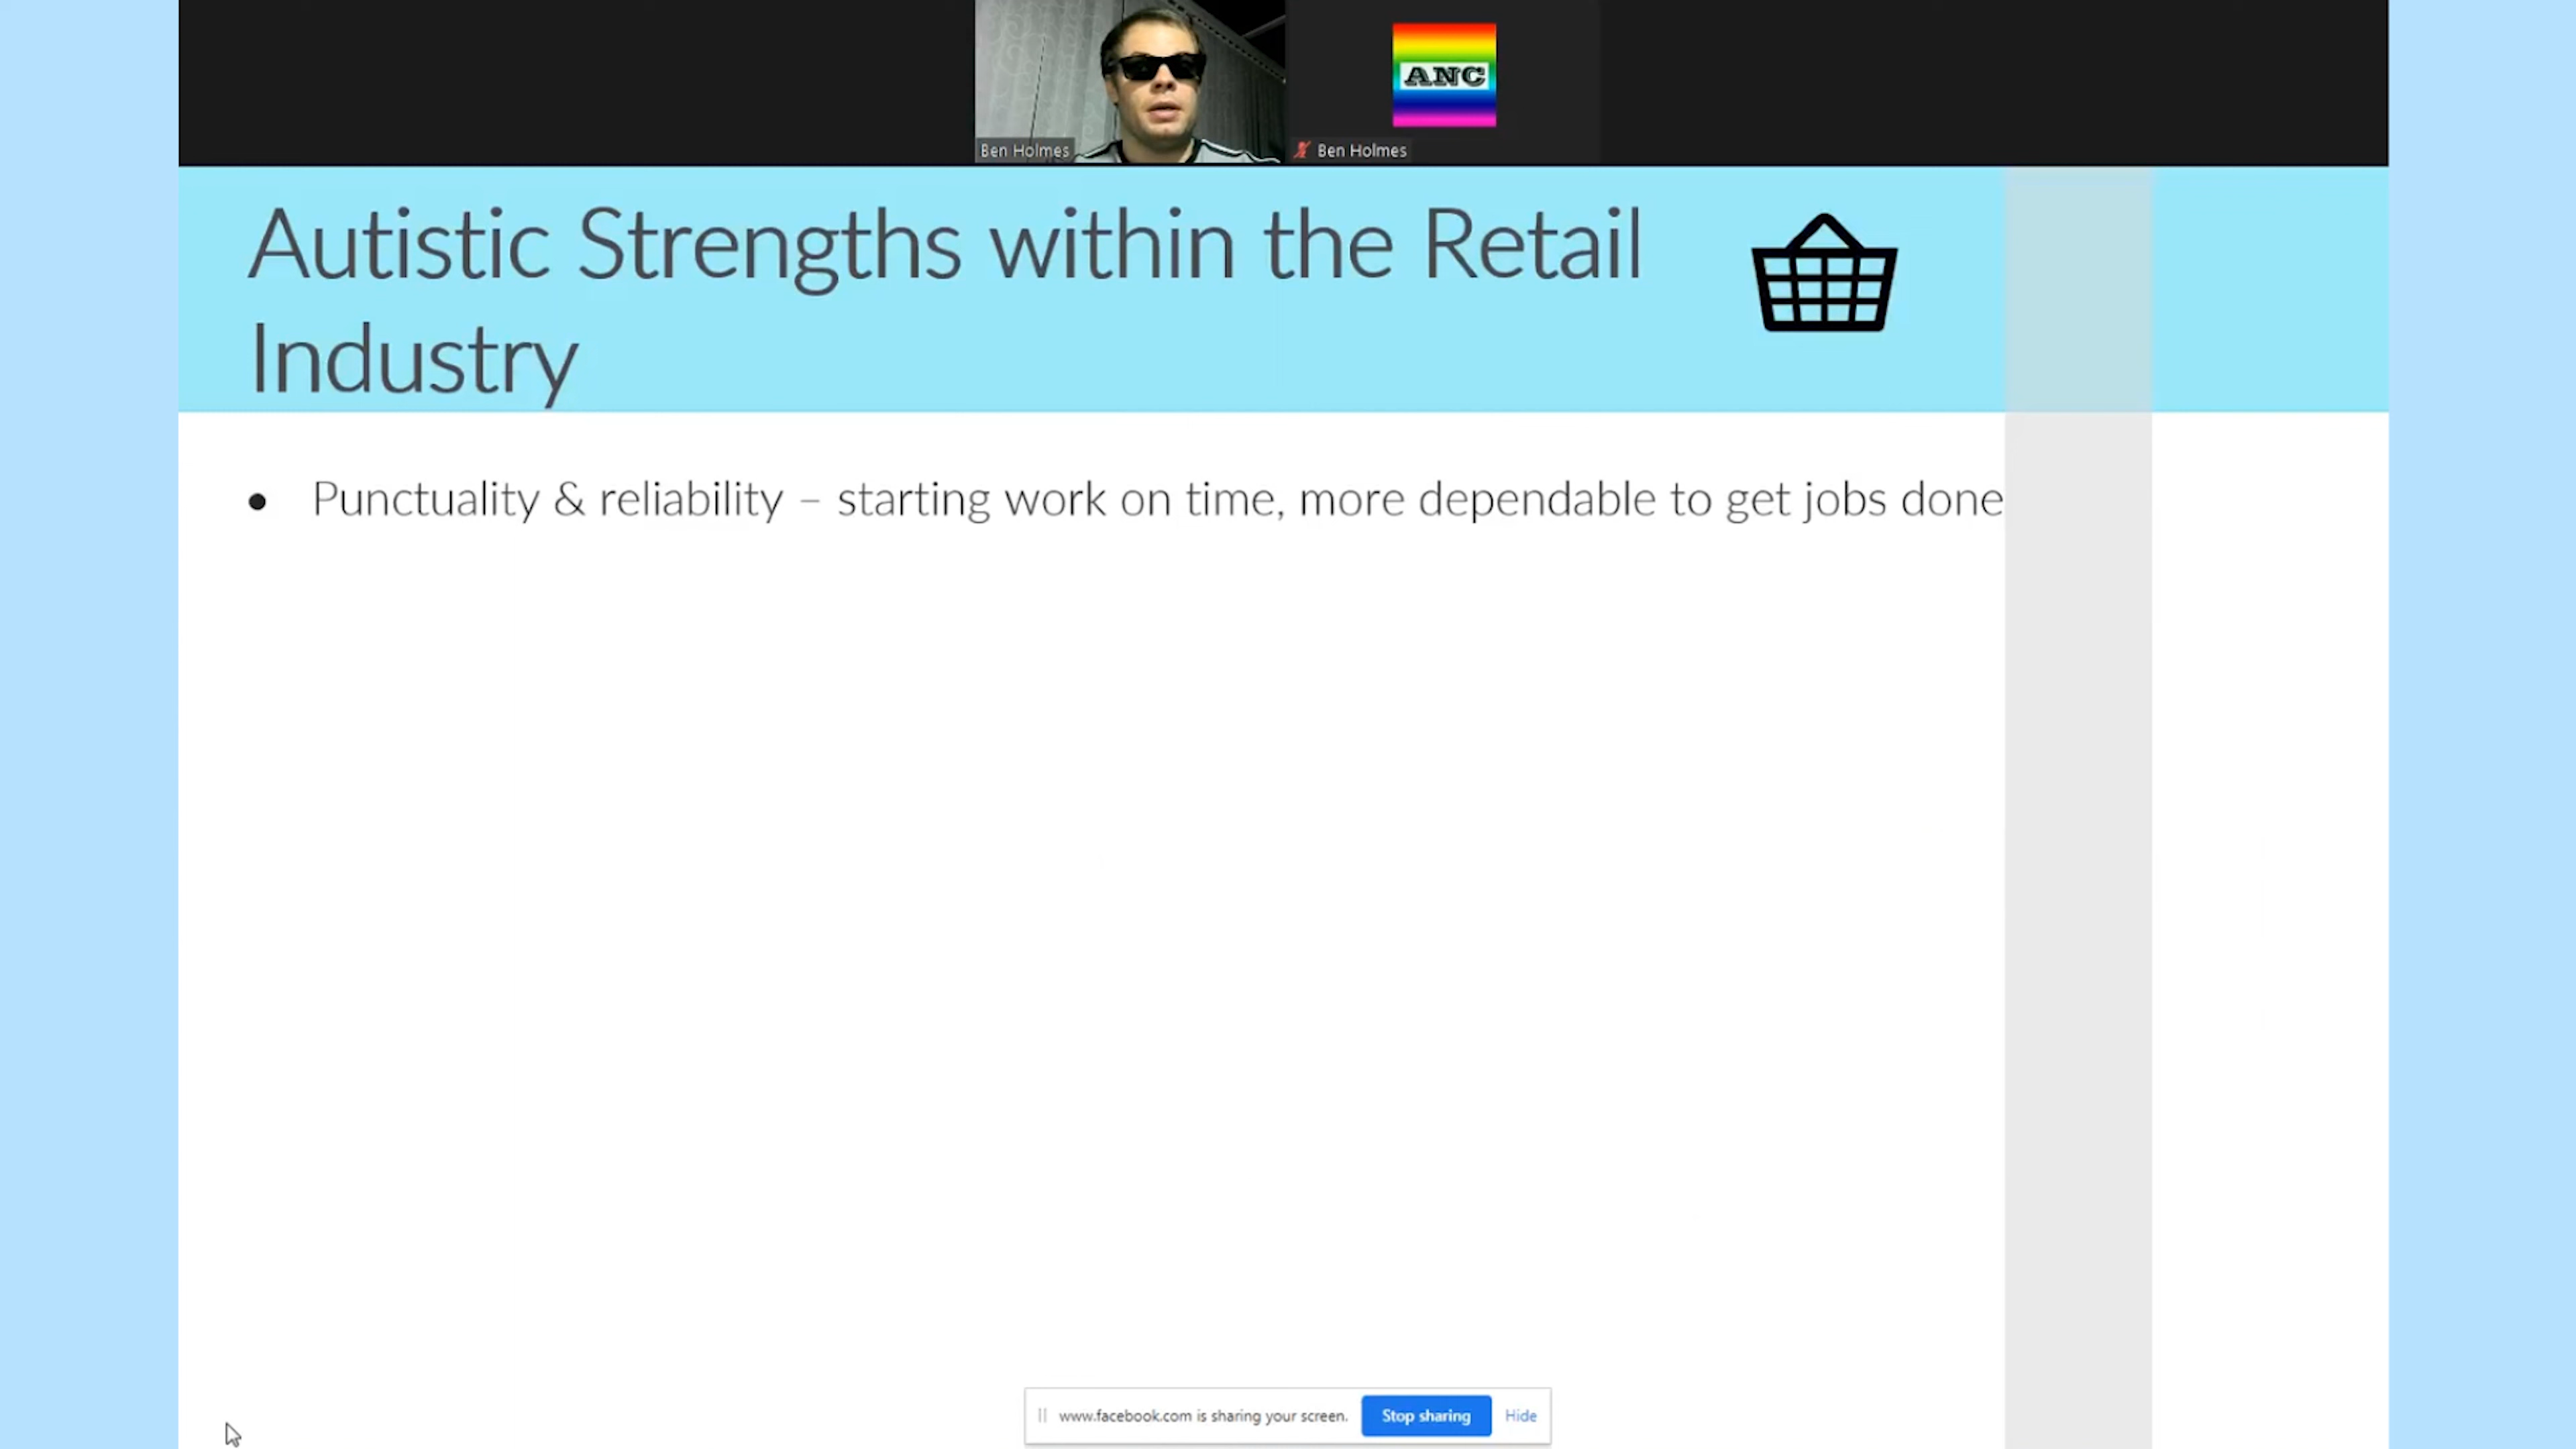 ANC
Ben Holmes
Ben Holmes
Autistic Strengths within the Retail
Industry
● Punctuality & reliability – starting work on time, more dependable to get jobs done
www.facebook.com is sharing your screen. Stop sharing Hide